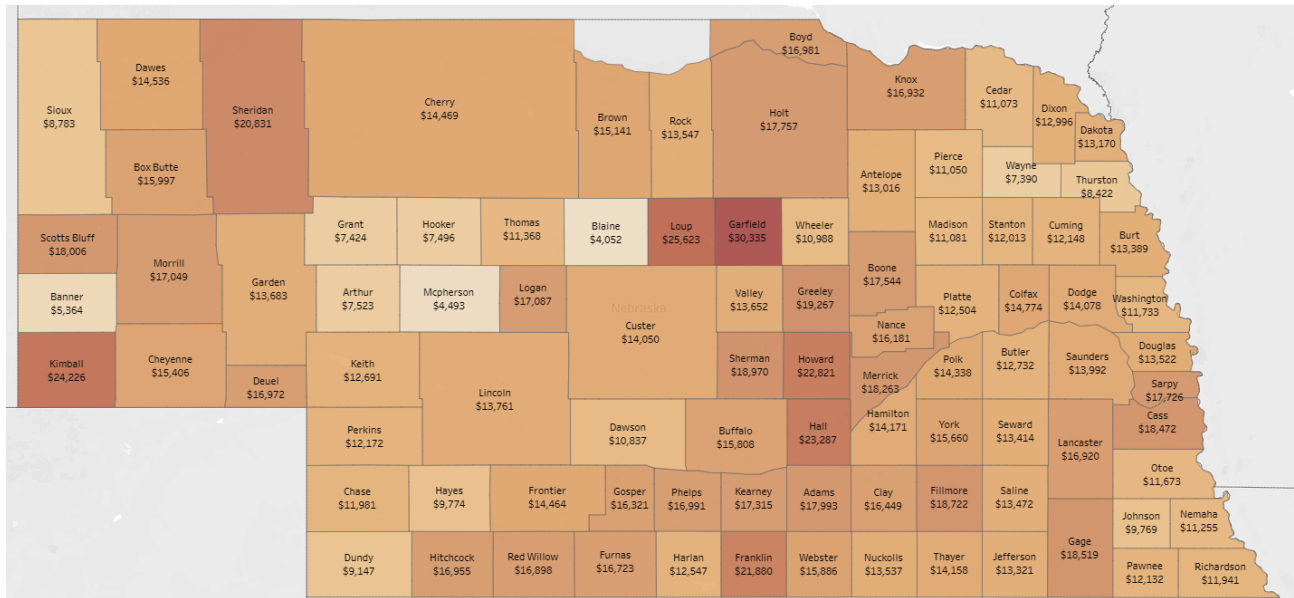 Boyd
$16,981
Dawes
$14,536
Knox
$16,932
Cedar
$11,073
Sioux
$8,783
Sheridan
$20,831
Cherry
$14,469
Brown
$15,141
Rock
$13,547
Holt
$17,757
Dixon
$12,996
Dakota
$13,170
Box Butte
$15,997
Antelope
$13,016
Pierce
$11,050
Wayne
$7,390
Thurston
$8,422
Grant
$7,424
Hooker
$7,496
Thomas
$11,368
Blaine
$4,052
Loup
$25,623
Garfield
$30,335
Wheeler
$10,988
Madison
$11,081
Stanton
$12,013
Cuming
$12,148
Burt
$13,389
Scotts Bluff
$18,006
Morrill
$17,049
Garden
$13,683
Banner
$5,364
Arthur
$7,523
Mcpherson
$4,493
Logan
$17,087
Nebraska
Custer
$14,050
Valley
$13,652
Greeley
$19,267
Boone
$17,544
Platte
$12,504
Colfax
$14,774
Dodge
$14,078
Washington
$11,733
Nance
$16,181
Kimball
$24,226
Cheyenne
$15,406
Deuel
$16,972
Keith
$12,691
Lincoln
$13,761
Sherman
$18,970
Howard
$22,821
Merrick
$18,263
Polk
$14,338
Butler
$12,732
Saunders
$13,992
Douglas
$13,522
Sarpy
$17,726
Perkins
$12,172
Dawson
$10,837
Buffalo
$15,808
Hall
$23,287
Hamilton
$14,171
York
$15,660
Seward
$13,414
Lancaster
$16,920
Cass
$18,472
Otoe
$11,673
Chase
$11,981
Hayes
$9,774
Frontier
$14,464
Gosper
$16,321
Phelps
$16,991
Kearney
$17,315
Adams
$17,993
Clay
$16,449
Fillmore
$18,722
Saline
$13,472
Gage
$18,519
Johnson
$9,769
Nemaha
$11,255
Dundy
$9,147
Hitchcock
$16,955
Red Willow
$16,898
Furnas
$16,723
Harlan
$12,547
Franklin
$21,880
Webster
$15,886
Nuckolls
$13,537
Thayer
$14,158
Jefferson
$13,321
Pawnee
$12,132
Richardson
$11,941